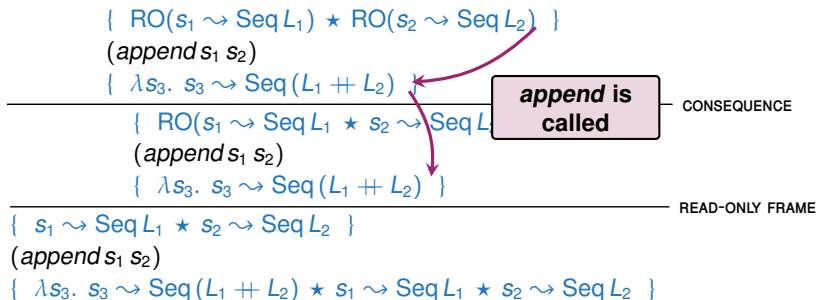 { RO(s₁ ⤳ Seq L₁) ⋆ RO(s₂ ⤳ Seq L₂) }
(append s₁ s₂)
{ λs₃. s₃ ⤳ Seq (L₁ ++ L₂) }
append is
called
CONSEQUENCE
{ RO(s₁ ⤳ Seq L₁ ⋆ s₂ ⤳ Seq L
(append s₁ s₂)
{ λs₃. s₃ ⤳ Seq (L₁ ++ L₂) }
READ-ONLY FRAME
{ s₁ ⤳ Seq L₁ ⋆ s₂ ⤳ Seq L₂ }
(append s₁ s₂)
{ λs₃. s₃ ⤳ Seq (L₁ ++ L₂) ⋆ s₁ ⤳ Seq L₁ ⋆ s₂ ⤳ Seq L₂ }